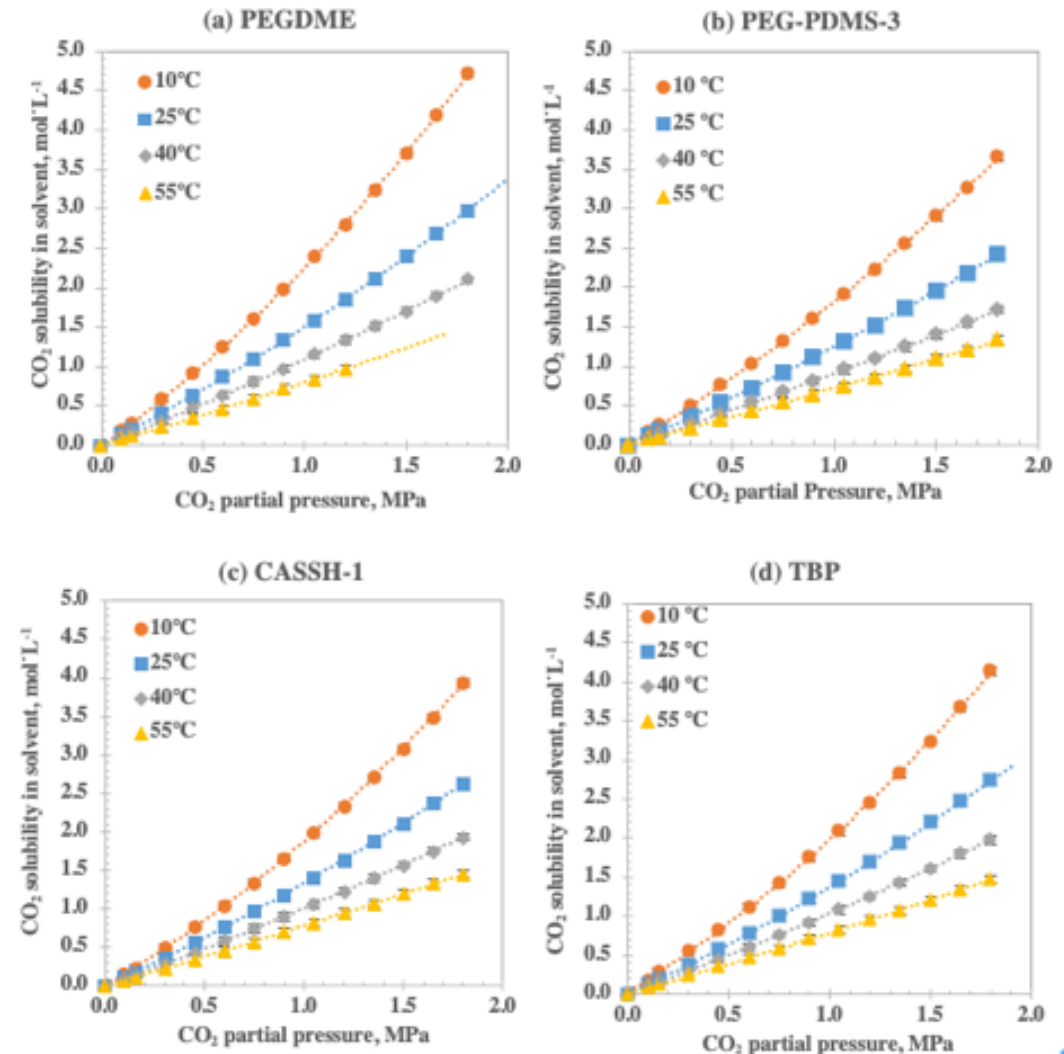 (a) PEGDME
5.0
4.5
4.0
3.5
3.0
2.5
2.0
1.5
1.0
0.5
0.0
CO₂ solubility in solvent, mol·L⁻¹
10°C
25°C
40°C
55°C
0.0 0.5 1.0 1.5 2.0
CO₂ partial pressure, MPa
(b) PEG-PDMS-3
5.0
4.5
4.0
3.5
3.0
2.5
2.0
1.5
1.0
0.5
0.0
CO₂ solubility in solvent, mol·L⁻¹
10 °C
25 °C
40 °C
55 °C
0.0 0.5 1.0 1.5 2.0
CO₂ partial Pressure, MPa
(c) CASSH-1
5.0
4.5
4.0
3.5
3.0
2.5
2.0
1.5
1.0
0.5
0.0
CO₂ solubility in solvent, mol·L⁻¹
10°C
25°C
40°C
55°C
0.0 0.5 1.0 1.5 2.0
CO₂ partial pressure, MPa
(d) TBP
5.0
4.5
4.0
3.5
3.0
2.5
2.0
1.5
1.0
0.5
0.0
CO₂ solubility in solvent, mol·L⁻¹
10 °C
25 °C
40 °C
55 °C
0.0 0.5 1.0 1.5 2.0
CO₂ partial pressure, MPa